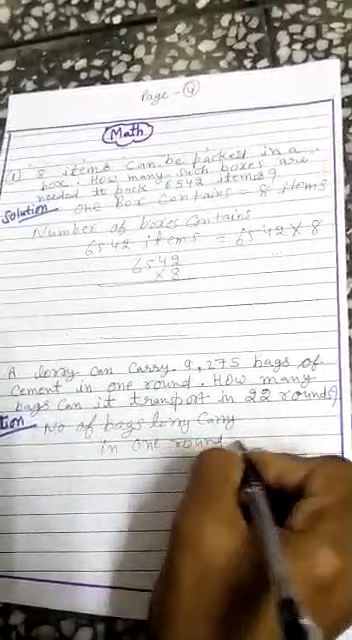 Page - 4
Math
1) 8 items can be packed in a
box. How many such boxes are
needed to pack 6542 items?
Solution One Box Contains = 8 items
Number of boxes Contains
6542 items = 6542 X 8
6542
X 8
A lorry can carry 9,275 bags of
cement in one round. How many
bags can it transport in 22 rounds?
tion No of bags lorry Carry
in one round